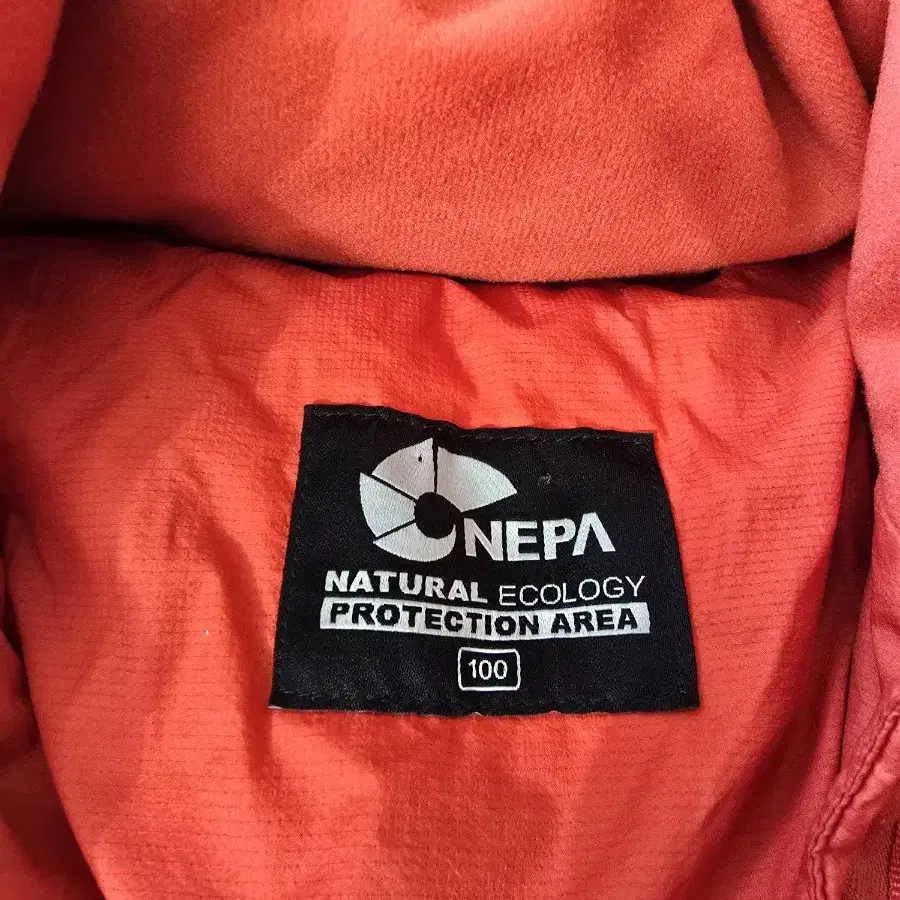 NEPA
NATURAL ECOLOGY
PROTECTION AREA
100